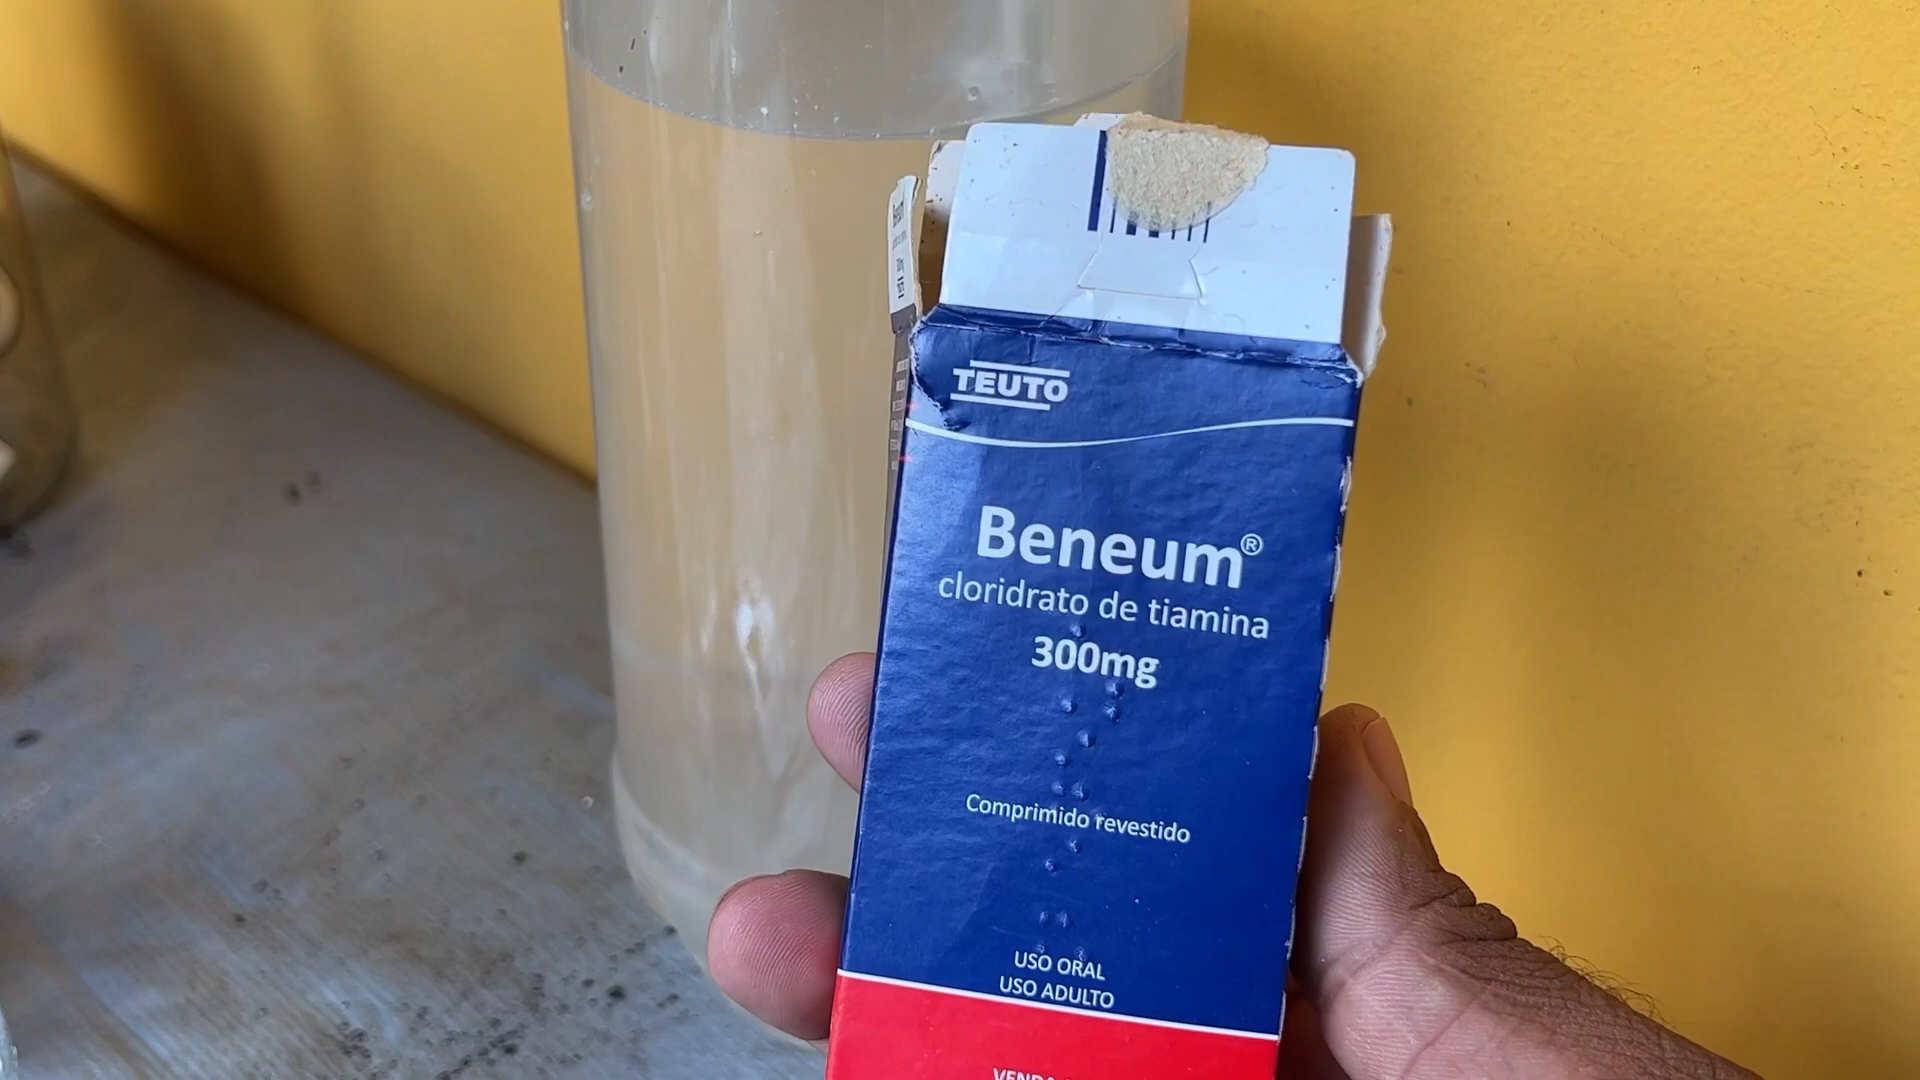 TEUTO
Beneum®
cloridrato de tiamina
300mg
Comprimido revestido
USO ORAL
USO ADULTO